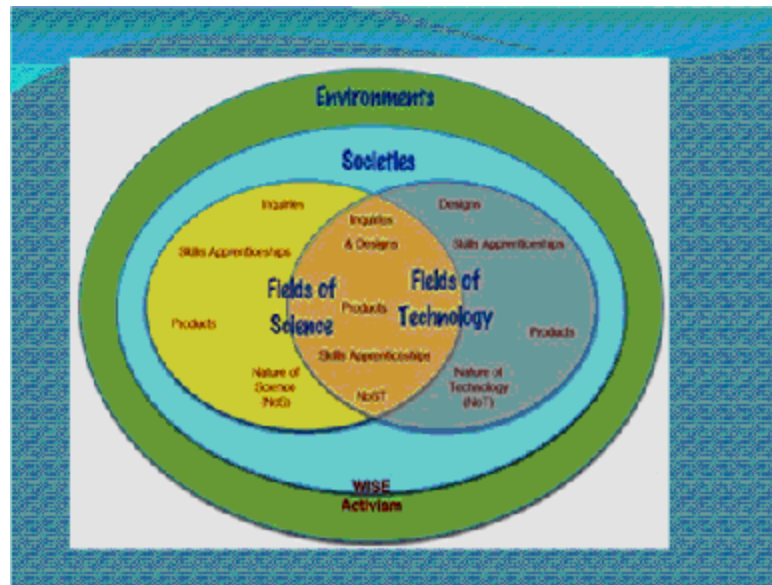 Environments
Societies
Inquiries
Designs
Inquiries
& Designs
Skills Apprenticeships
Skills Apprenticeships
Fields of
Science
Fields of
Technology
Products
Products
Products
Skills Apprenticeships
Nature of
Science
(NoS)
NoST
Nature of
Technology
(NoT)
WISE
Activism